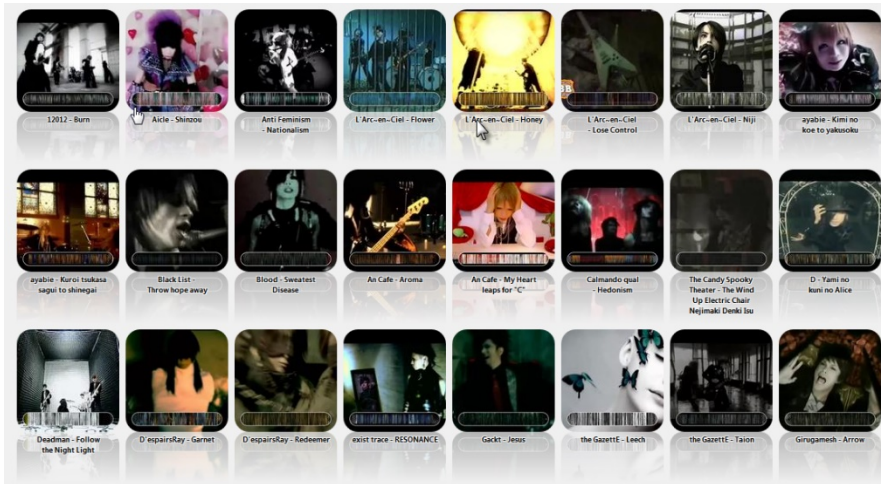 12012 - Burn
Aicle - Shinzou
Anti Feminism
- Nationalism
L'Arc~en~Ciel - Flower
L'Arc~en~Ciel - Honey
L'Arc~en~Ciel
- Lose Control
L'Arc~en~Ciel - Niji
ayabie - Kimi no
koe to yakusoku
ayabie - Kuroi tsukasa
sagui to shinegai
Black List -
Throw hope away
Blood - Sweatest
Disease
An Cafe - Aroma
An Cafe - My Heart
leaps for "C"
Calmando qual
- Hedonism
The Candy Spooky
Theater - The Wind
Up Electric Chair
Nejimaki Denki Isu
D - Yami no
kuni no Alice
Deadman - Follow
the Night Light
D'espairsRay - Garnet
D'espairsRay - Redeemer
exist trace - RESONANCE
Gackt - Jesus
the GazettE - Leech
the GazettE - Taion
Girugamesh - Arrow